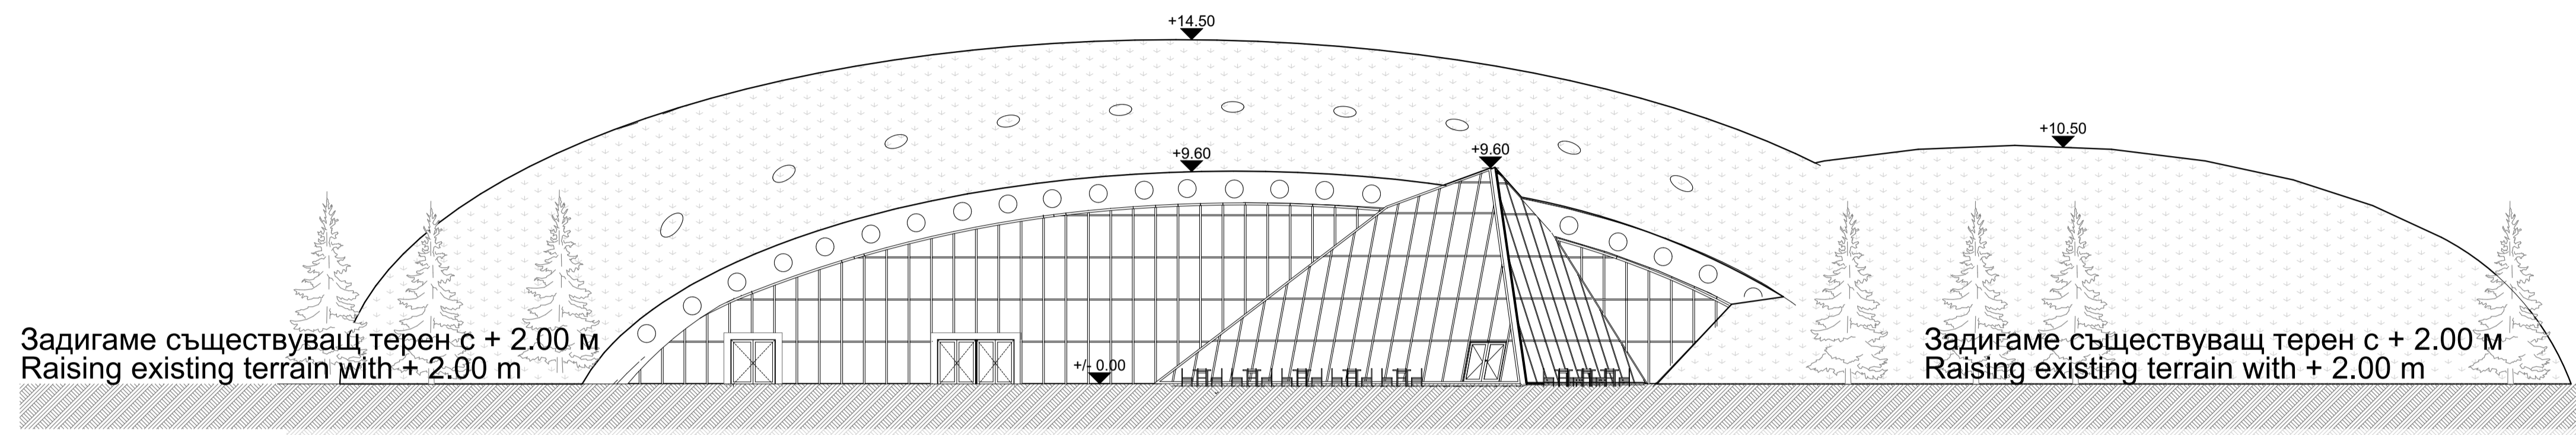 +14.50
+10.50
+9.60
+9.60
+/- 0.00
Задигаме съществуващ терен с + 2.00 м
Raising existing terrain with + 2.00 m
Задигаме съществуващ терен с + 2.00 м
Raising existing terrain with + 2.00 m